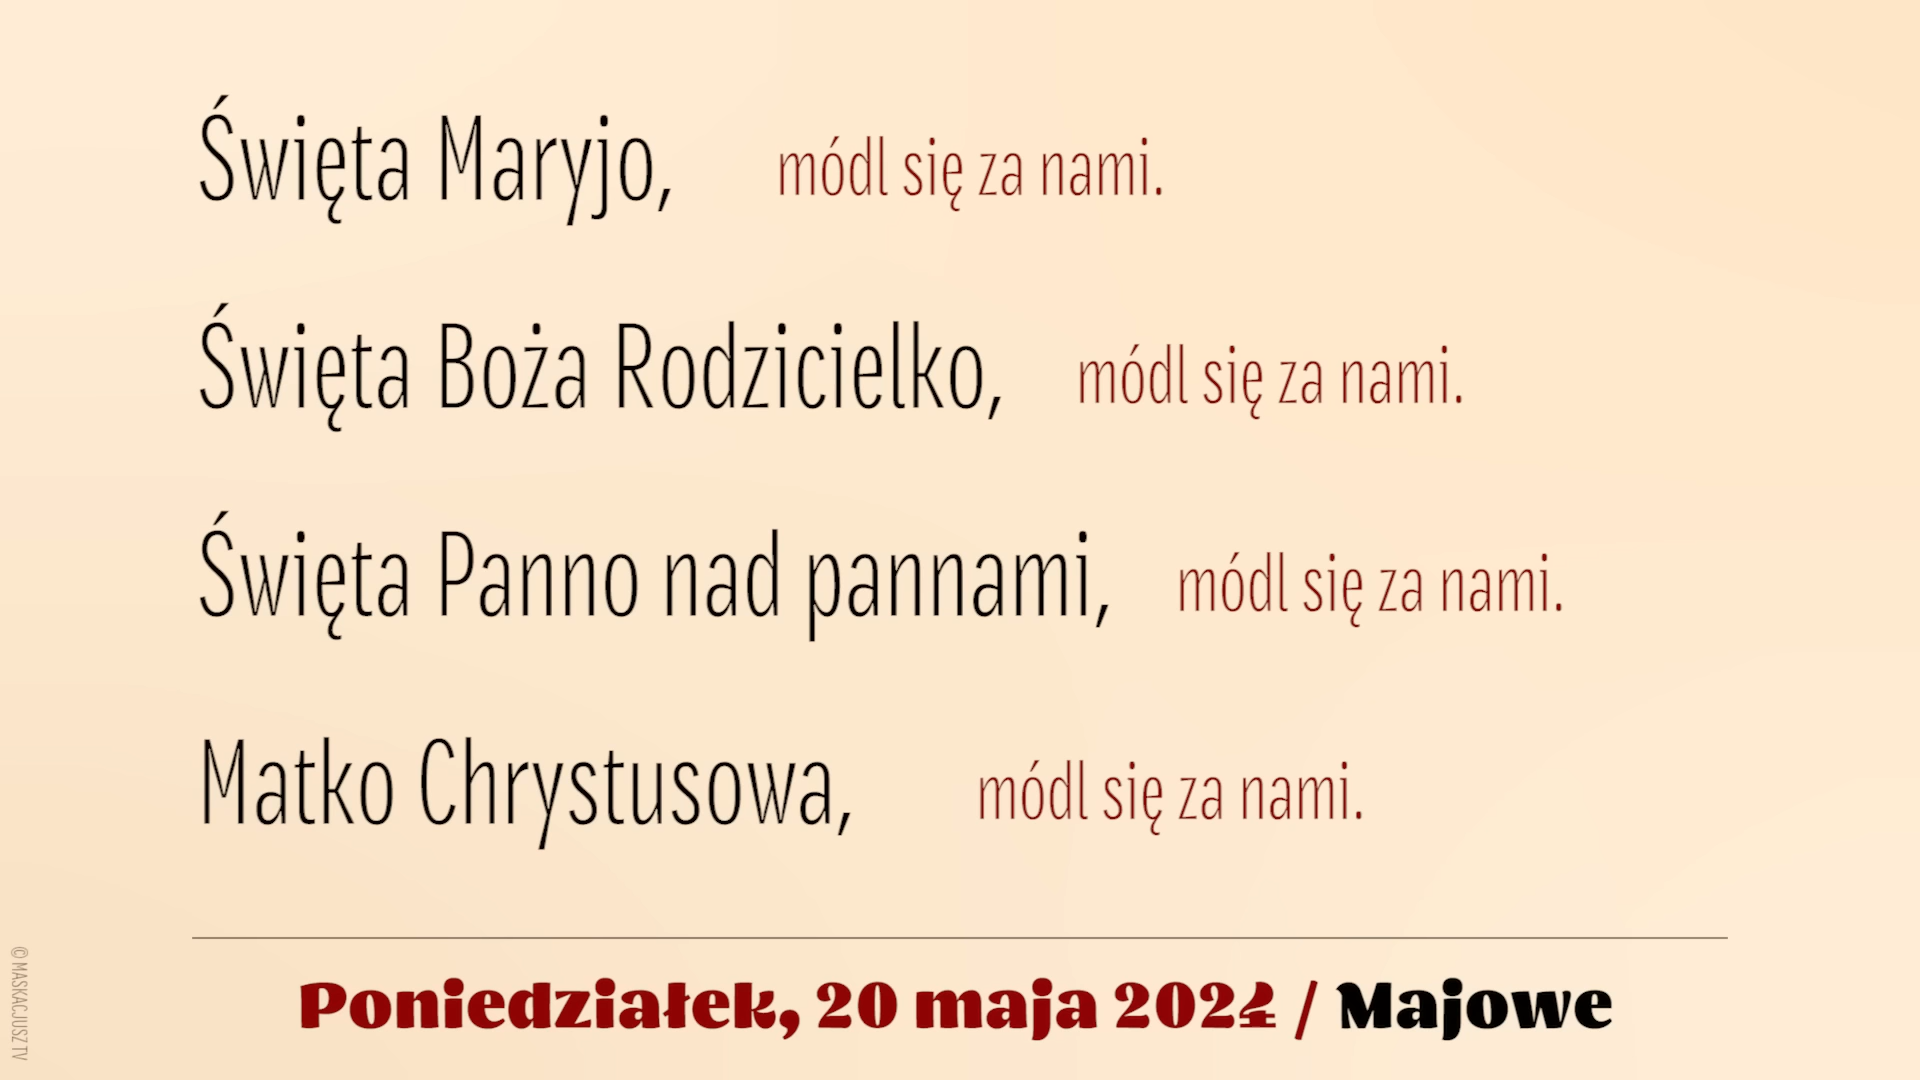 Święta Maryjo, módl się za nami.
Święta Boża Rodzicielko, módl się za nami.
Święta Panno nad pannami, módl się za nami.
Matko Chrystusowa, módl się za nami.
Poniedziałek, 20 maja 2024 / Majowe
© MASKACJUSZ TV